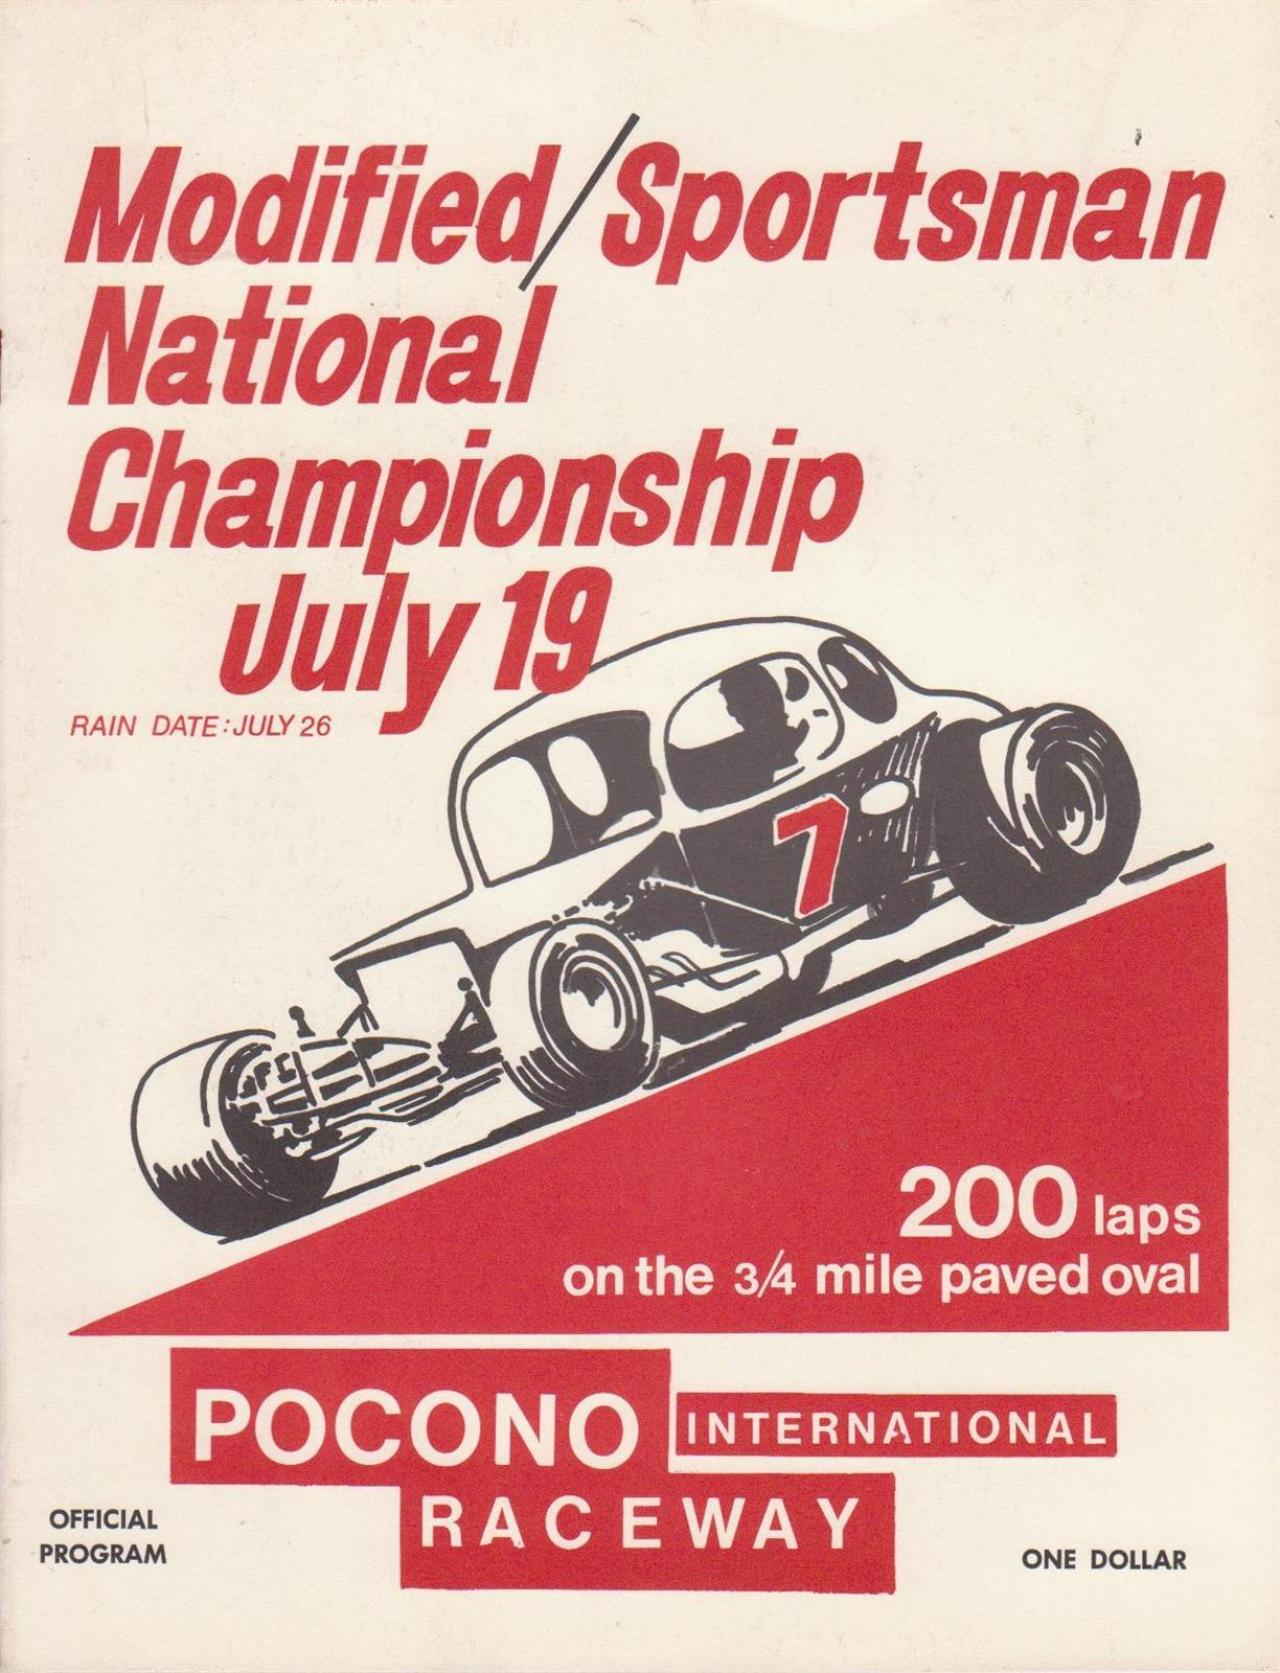 Modified/Sportsman
National
Championship
July 19
RAIN DATE: JULY 26
7
200 laps
on the 3/4 mile paved oval
POCONO INTERNATIONAL
RACEWAY
OFFICIAL
PROGRAM
ONE DOLLAR